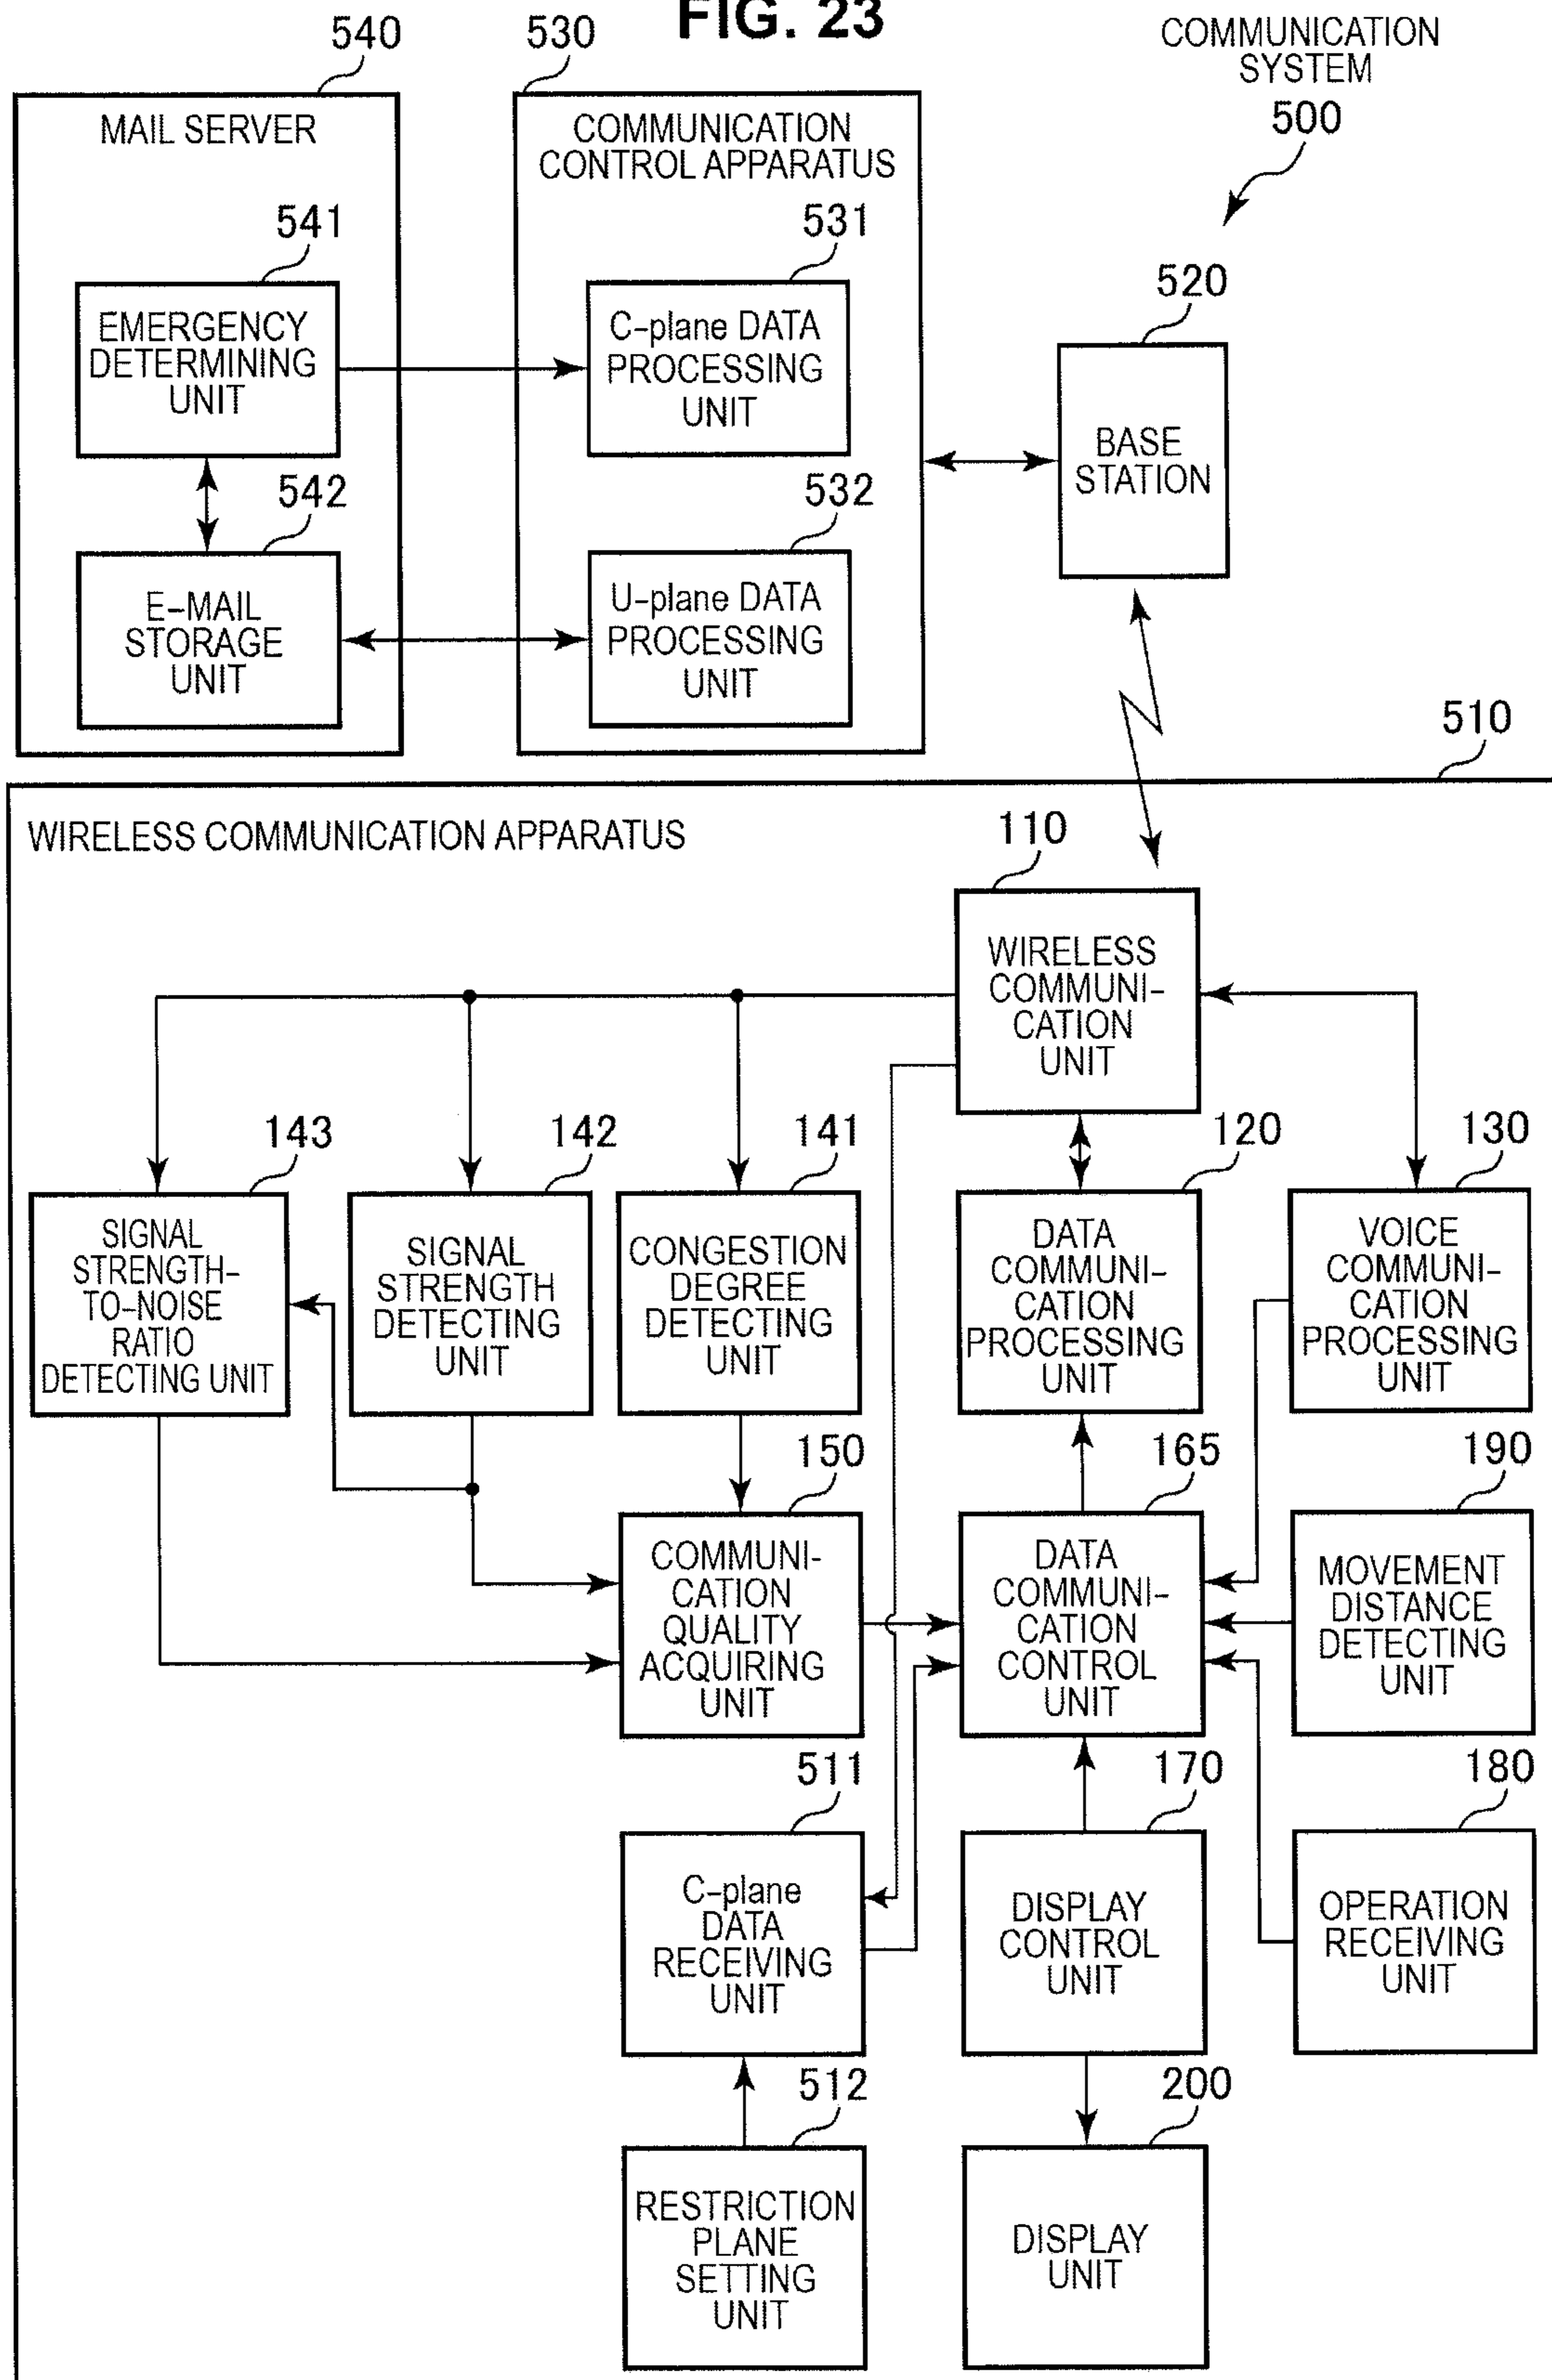 FIG. 23
COMMUNICATION
SYSTEM
500
540
530
MAIL SERVER
COMMUNICATION
CONTROL APPARATUS
541
531
520
EMERGENCY
DETERMINING
UNIT
C-plane DATA
PROCESSING
UNIT
BASE
STATION
542
532
E-MAIL
STORAGE
UNIT
U-plane DATA
PROCESSING
UNIT
510
WIRELESS COMMUNICATION APPARATUS
110
WIRELESS
COMMUNI-
CATION
UNIT
143
142
141
120
130
SIGNAL
STRENGTH-
TO-NOISE
RATIO
DETECTING UNIT
SIGNAL
STRENGTH
DETECTING
UNIT
CONGESTION
DEGREE
DETECTING
UNIT
DATA
COMMUNI-
CATION
PROCESSING
UNIT
VOICE
COMMUNI-
CATION
PROCESSING
UNIT
150
165
190
COMMUNI-
CATION
QUALITY
ACQUIRING
UNIT
DATA
COMMUNI-
CATION
CONTROL
UNIT
MOVEMENT
DISTANCE
DETECTING
UNIT
511
170
180
C-plane
DATA
RECEIVING
UNIT
DISPLAY
CONTROL
UNIT
OPERATION
RECEIVING
UNIT
512
200
RESTRICTION
PLANE
SETTING
UNIT
DISPLAY
UNIT